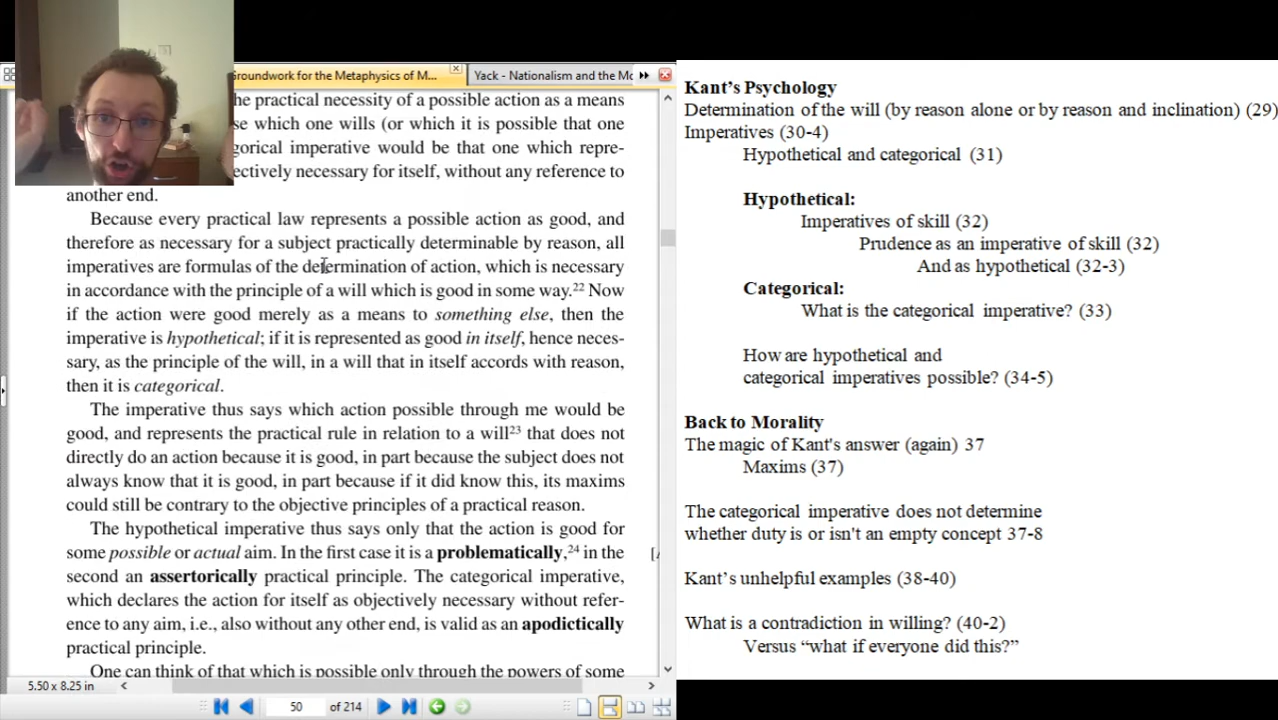 Groundwork for the Metaphysics of M...
Yack - Nationalism and the Mo
he practical necessity of a possible action as a means
se which one wills (or which it is possible that one
gorical imperative would be that one which repre-
ectively necessary for itself, without any reference to
another end.
Because every practical law represents a possible action as good, and
therefore as necessary for a subject practically determinable by reason, all
imperatives are formulas of the determination of action, which is necessary
in accordance with the principle of a will which is good in some way.22 Now
if the action were good merely as a means to something else, then the
imperative is hypothetical; if it is represented as good in itself, hence neces-
sary, as the principle of the will, in a will that in itself accords with reason,
then it is categorical.
The imperative thus says which action possible through me would be
good, and represents the practical rule in relation to a will23 that does not
directly do an action because it is good, in part because the subject does not
always know that it is good, in part because if it did know this, its maxims
could still be contrary to the objective principles of a practical reason.
The hypothetical imperative thus says only that the action is good for
some possible or actual aim. In the first case it is a problematically,24 in the
[A
second an assertorically practical principle. The categorical imperative,
which declares the action for itself as objectively necessary without refer-
ence to any aim, i.e., also without any other end, is valid as an apodictically
practical principle.
One can think of that which is possible only through the powers of some
5.50 x 8.25 in
50
of 214
Kant's Psychology
Determination of the will (by reason alone or by reason and inclination) (29)
Imperatives (30-4)
Hypothetical and categorical (31)
Hypothetical:
Imperatives of skill (32)
Prudence as an imperative of skill (32)
And as hypothetical (32-3)
Categorical:
What is the categorical imperative? (33)
How are hypothetical and
categorical imperatives possible? (34-5)
Back to Morality
The magic of Kant's answer (again) 37
Maxims (37)
The categorical imperative does not determine
whether duty is or isn't an empty concept 37-8
Kant's unhelpful examples (38-40)
What is a contradiction in willing? (40-2)
Versus “what if everyone did this?”